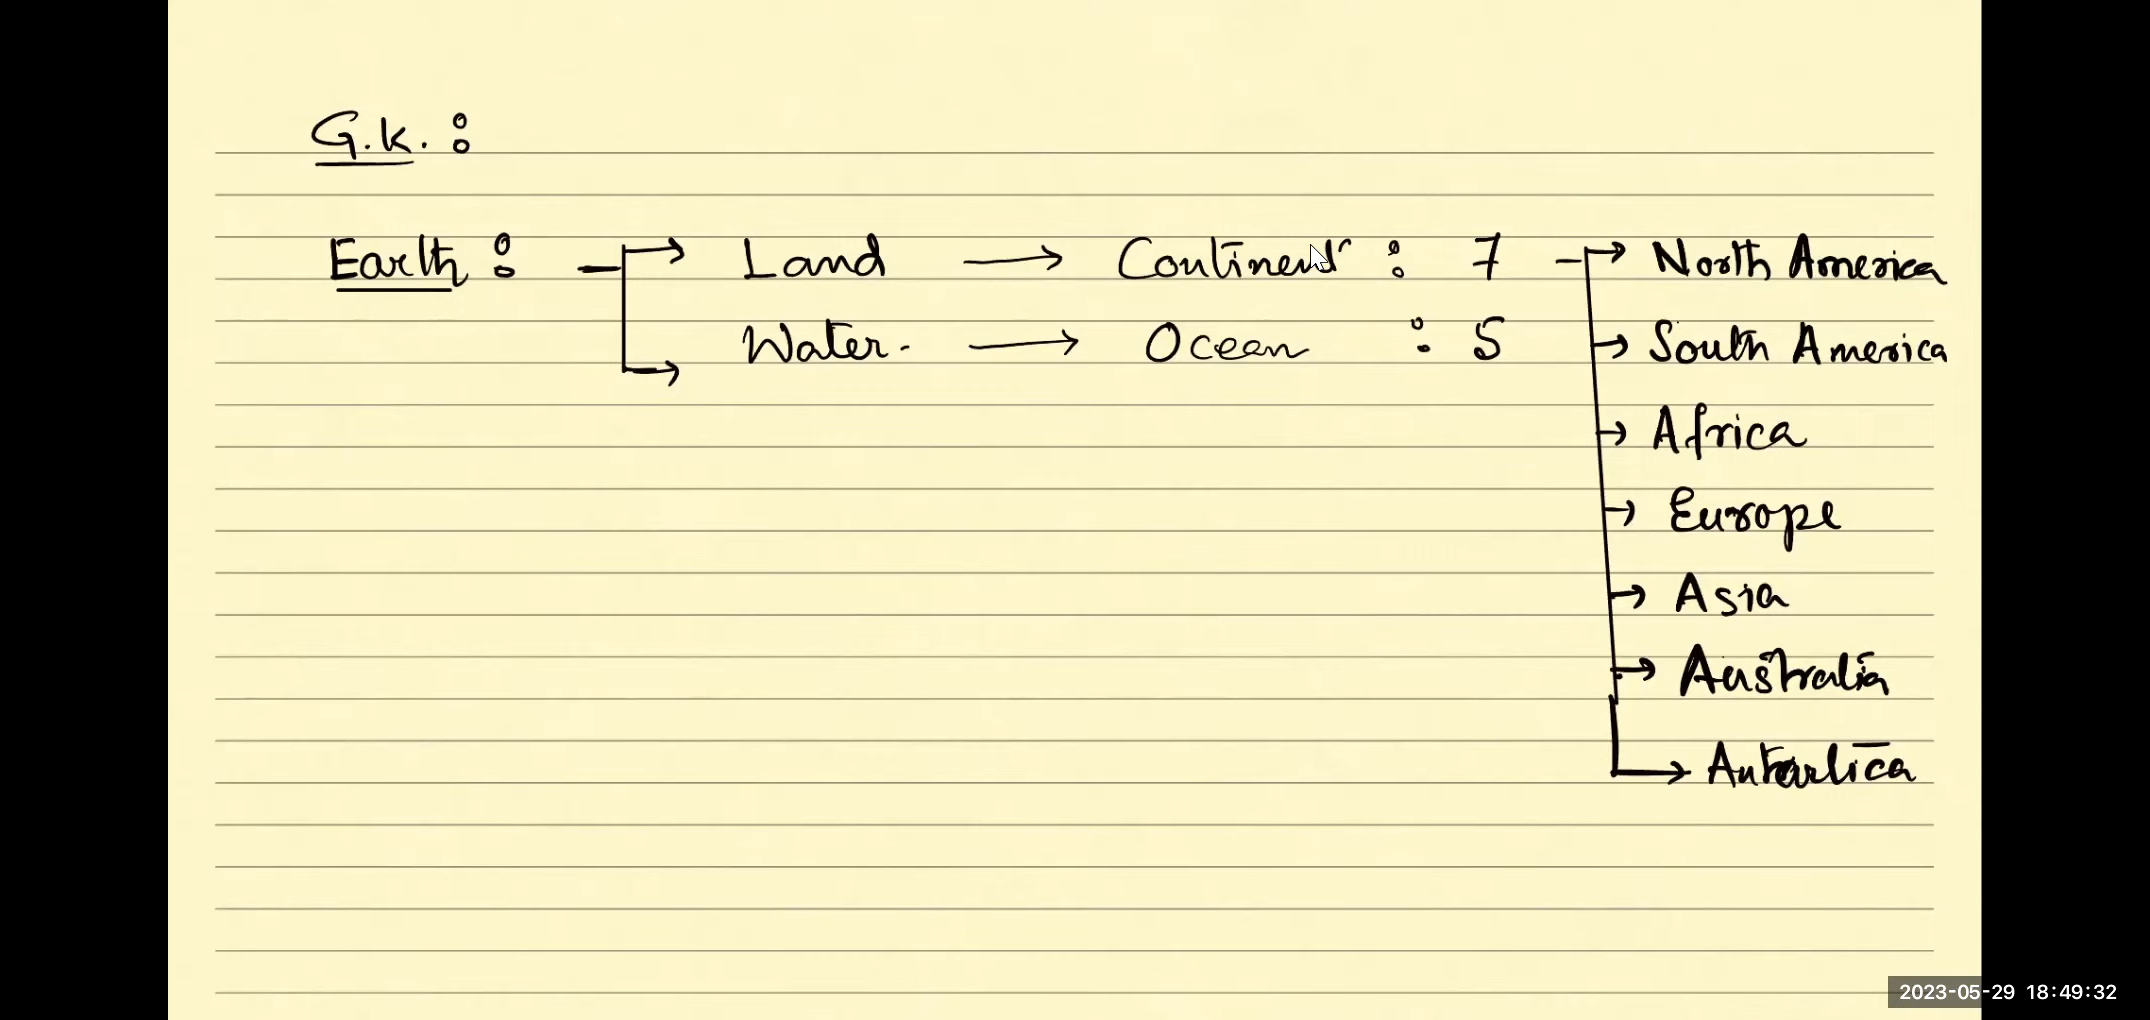 G.K. :
Earth : → Land → Continent : 7 → North America
→ Water. → Ocean : 5 → South America
→ Africa
→ Europe
→ Asia
→ Australia
→ Antartica
2023-05-29 18:49:32